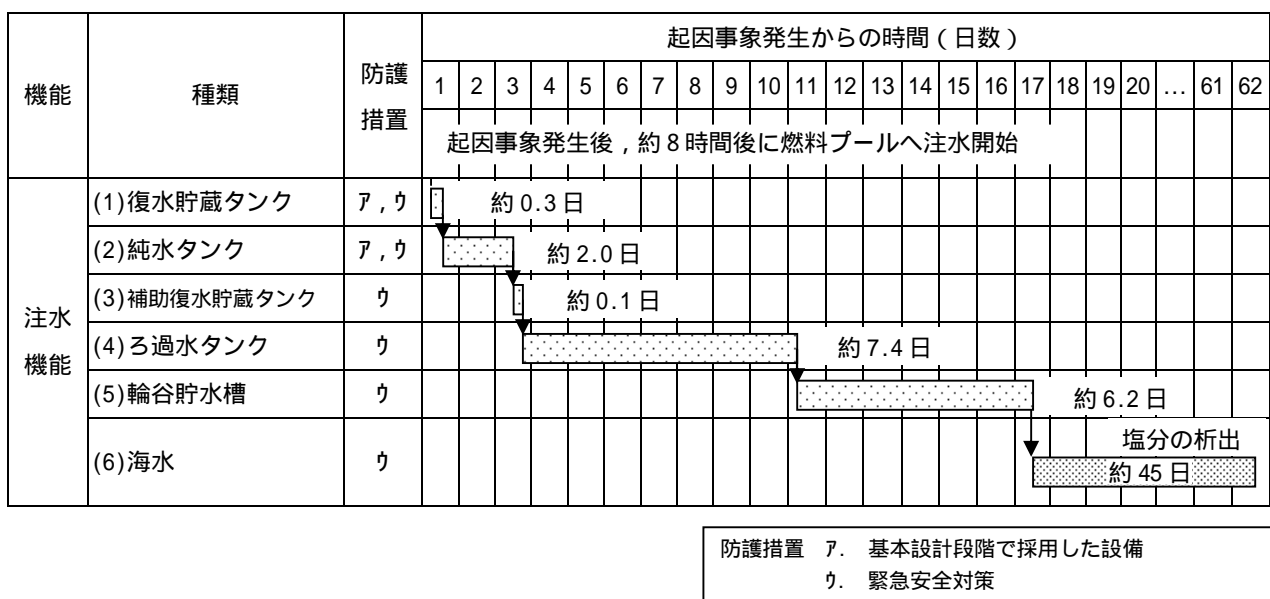 機能 種類 防護措置 起因事象発生からの時間(日数)
1 2 3 4 5 6 7 8 9 10 11 12 13 14 15 16 17 18 19 20 … 61 62
起因事象発生後,約8時間後に燃料プールへ注水開始
注水機能
(1)復水貯蔵タンク ア,ウ 約0.3日
(2)純水タンク ア,ウ 約2.0日
(3)補助復水貯蔵タンク ウ 約0.1日
(4)ろ過水タンク ウ 約7.4日
(5)輪谷貯水槽 ウ 約6.2日
(6)海水 ウ 塩分の析出
約45日
防護措置 ア. 基本設計段階で採用した設備
ウ. 緊急安全対策